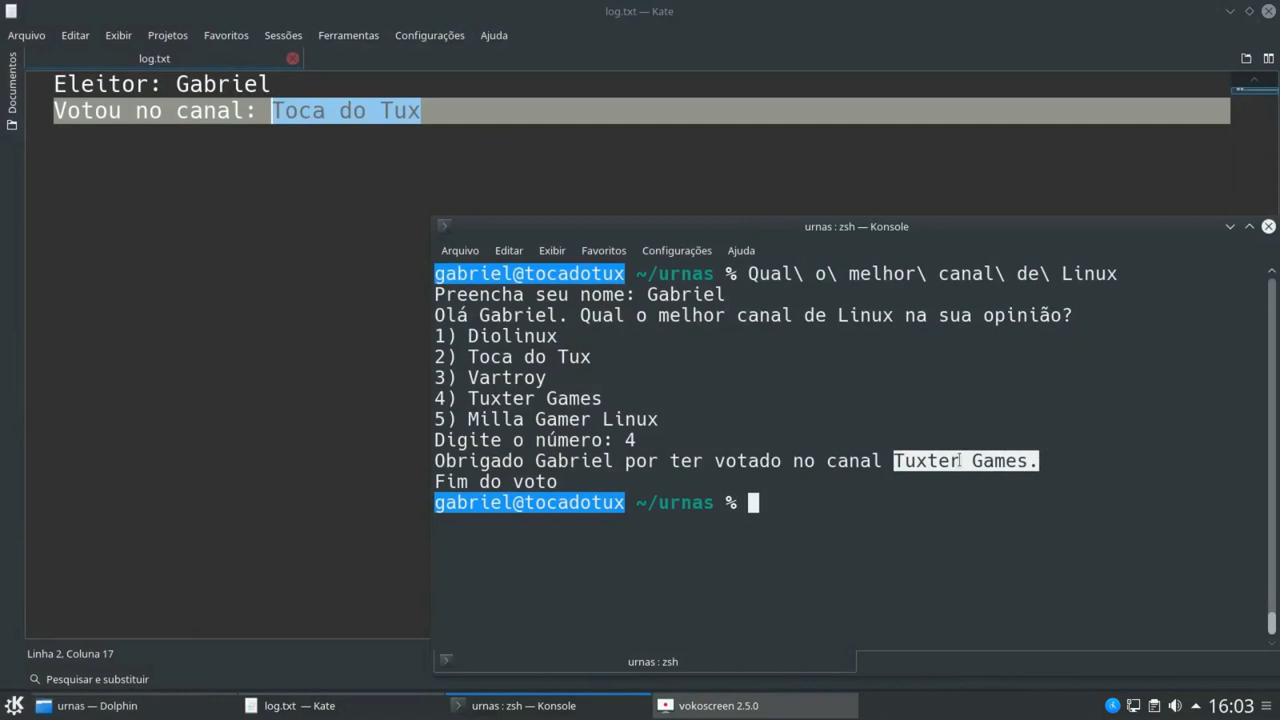 log.txt — Kate
Arquivo Editar Exibir Projetos Favoritos Sessões Ferramentas Configurações Ajuda
log.txt
Documentos
Eleitor: Gabriel
Votou no canal: Toca do Tux
urnas : zsh — Konsole
Arquivo Editar Exibir Favoritos Configurações Ajuda
gabriel@tocadotux ~/urnas % Qual\ o\ melhor\ canal\ de\ Linux
Preencha seu nome: Gabriel
Olá Gabriel. Qual o melhor canal de Linux na sua opinião?
1) Diolinux
2) Toca do Tux
3) Vartroy
4) Tuxter Games
5) Milla Gamer Linux
Digite o número: 4
Obrigado Gabriel por ter votado no canal Tuxter Games.
Fim do voto
gabriel@tocadotux ~/urnas %
Linha 2, Coluna 17
urnas : zsh
Pesquisar e substituir
urnas — Dolphin
log.txt — Kate
urnas : zsh — Konsole
vokoscreen 2.5.0
16:03